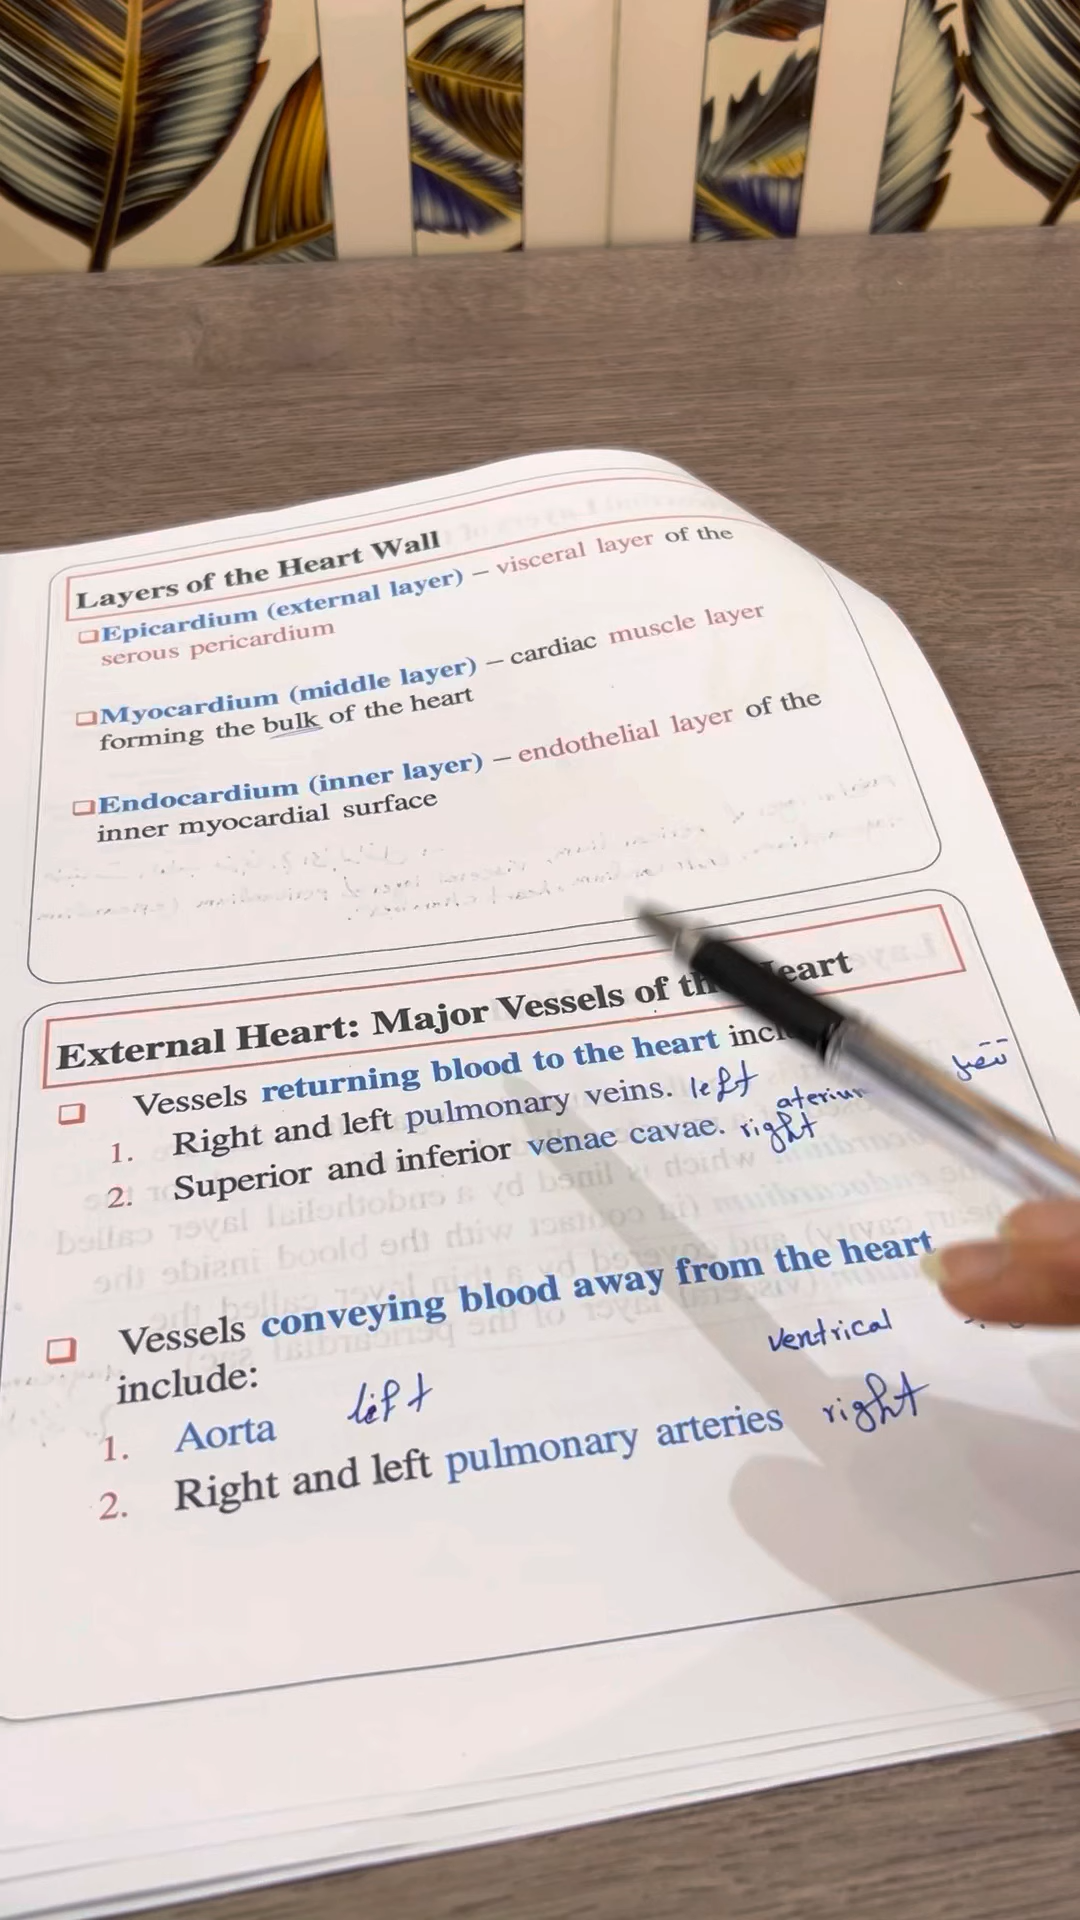 Layers of the Heart Wall
Epicardium (external layer) – visceral layer of the
serous pericardium
Myocardium (middle layer) – cardiac muscle layer
forming the bulk of the heart
Endocardium (inner layer) – endothelial layer of the
inner myocardial surface
External Heart: Major Vessels of the Heart
Vessels returning blood to the heart
1. Right and left pulmonary veins. left aterium
2. Superior and inferior venae cavae. right
Vessels conveying blood away from the heart
include: ventrical
1. Aorta lift
2. Right and left pulmonary arteries right